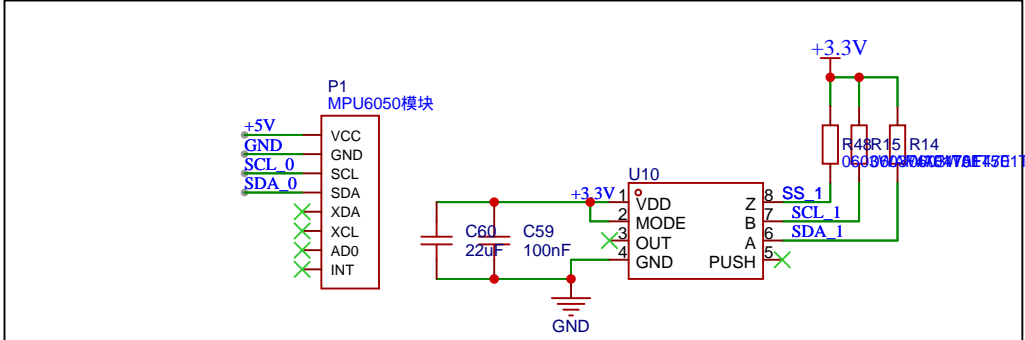 +3.3V
P1
MPU6050模块
+5V
VCC
GND
GND
SCL_0
SCL
SDA_0
SDA
XDA
XCL
AD0
INT
R48
R15
R14
U10
+3.3V
1
VDD
Z
8
SS_1
2
MODE
B
7
SCL_1
3
OUT
A
6
SDA_1
4
GND
PUSH
5
C60
22uF
C59
100nF
GND